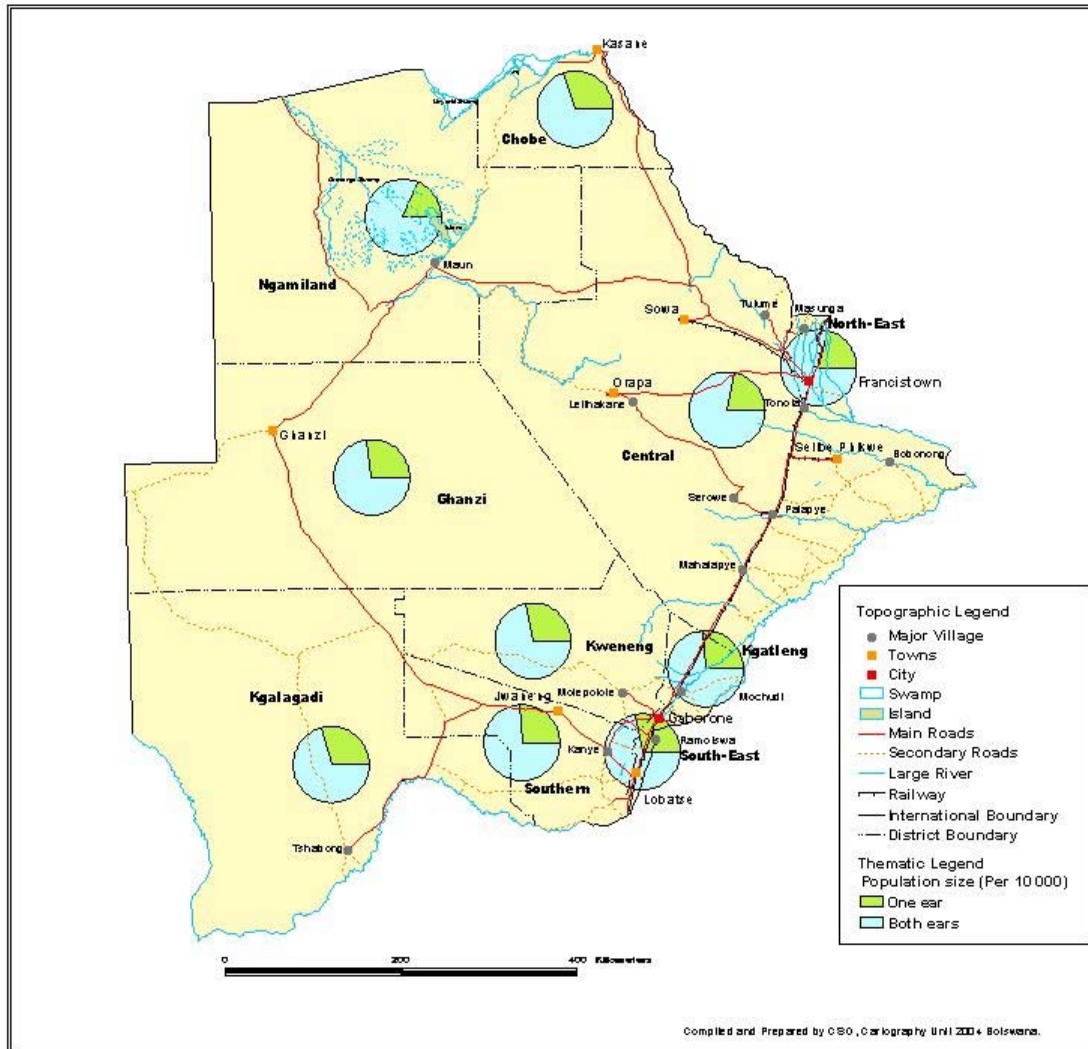 Kasane
Chobe
Maun
Ngamiland
Sowa
Masunga
North-East
Francistown
Orapa
Tonota
Ghanzi
Selibe Phikwe
Bobonong
Central
Ghanzi
Serowe
Palapye
Mahalapye
Topographic Legend
Major Village
Towns
City
Swamp
Island
Main Roads
Secondary Roads
Large River
Railway
International Boundary
District Boundary
Thematic Legend
Population size (Per 10 000)
One ear
Both ears
Kweneng
Kgatleng
Kgalagadi
Molepolole
Mochudi
Jwaneng
Gaborone
Kanye
South-East
Southern
Lobatse
Tshabong
0 200 400 Kilometers
Compiled and Prepared by CSO, Cartography Unit 2004 Botswana.